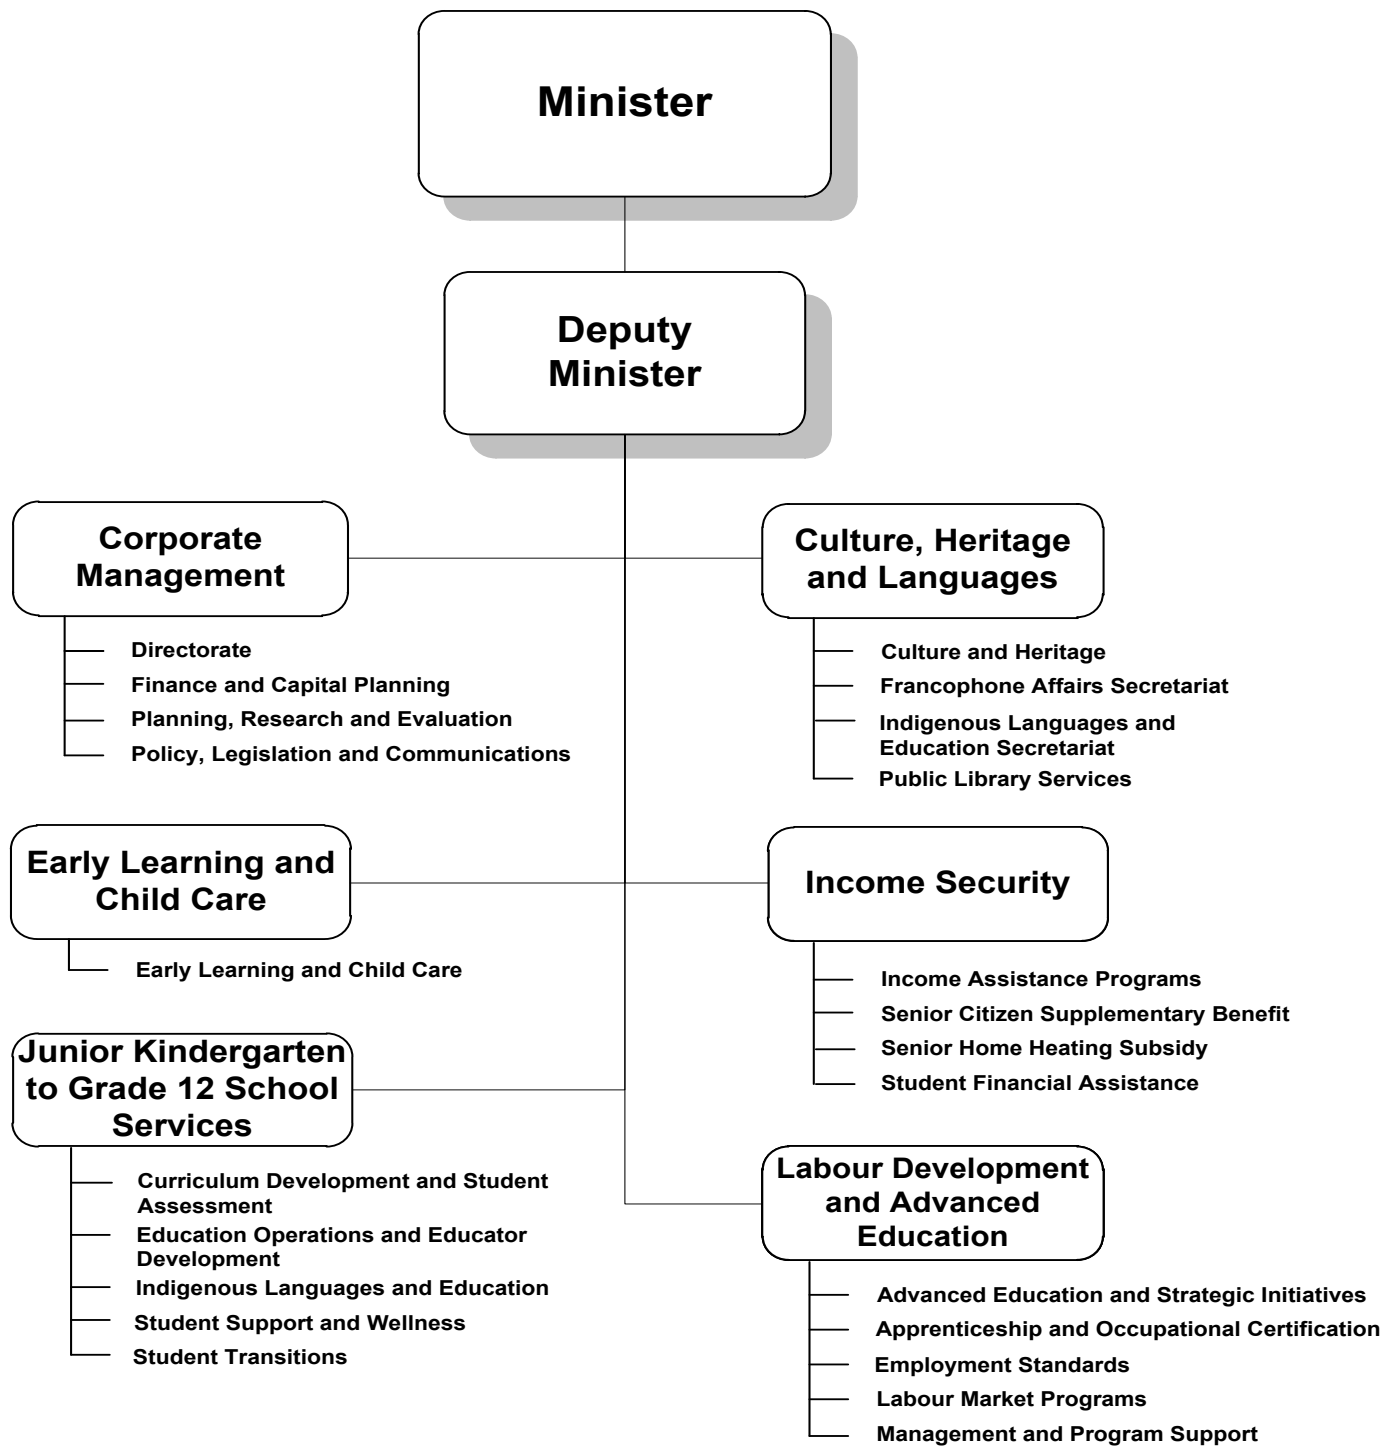 Minister
Deputy
Minister
Corporate
Management
Directorate
Finance and Capital Planning
Planning, Research and Evaluation
Policy, Legislation and Communications
Culture, Heritage
and Languages
Culture and Heritage
Francophone Affairs Secretariat
Indigenous Languages and
Education Secretariat
Public Library Services
Early Learning and
Child Care
Early Learning and Child Care
Income Security
Income Assistance Programs
Senior Citizen Supplementary Benefit
Senior Home Heating Subsidy
Student Financial Assistance
Junior Kindergarten
to Grade 12 School
Services
Curriculum Development and Student
Assessment
Education Operations and Educator
Development
Indigenous Languages and Education
Student Support and Wellness
Student Transitions
Labour Development
and Advanced
Education
Advanced Education and Strategic Initiatives
Apprenticeship and Occupational Certification
Employment Standards
Labour Market Programs
Management and Program Support